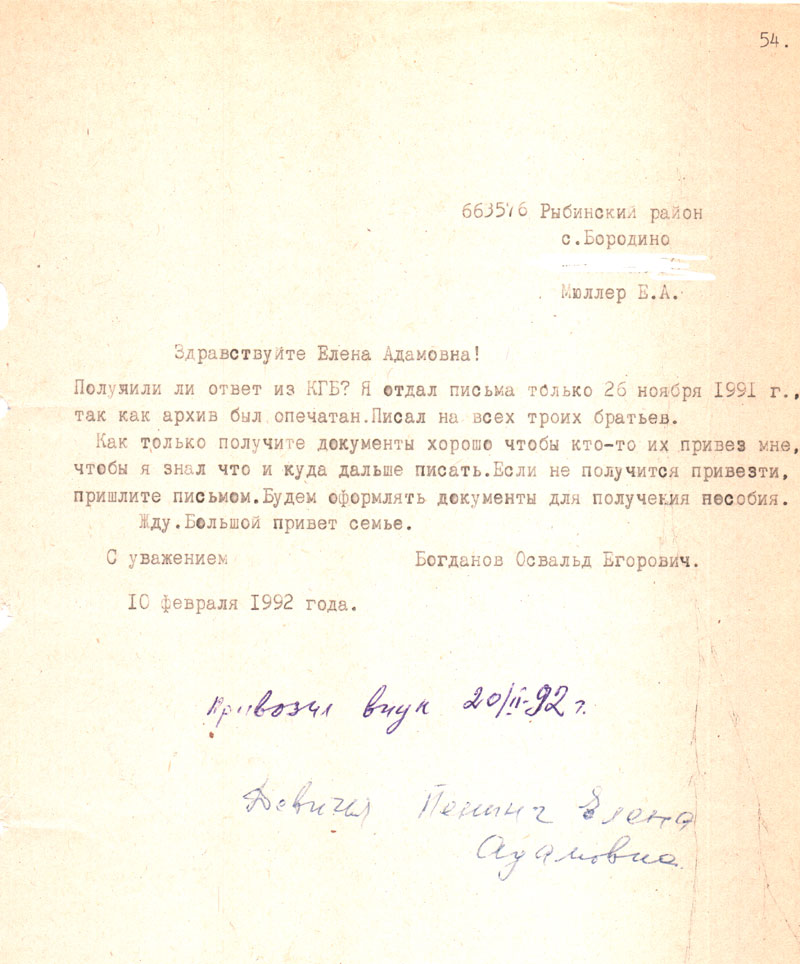 54.
663576 Рыбинский район
с.Бородино
Мюллер Е.А.
Здравствуйте Елена Адамовна!
Получили ли ответ из КГБ? Я отдал письма только 26 ноября 1991 г.,
так как архив был опечатан.Писал на всех троих братьев.
Как только получите документы хорошо чтобы кто-то их привез мне,
чтобы я знал что и куда дальше писать.Если не получится привезти,
пришлите письмом.Будем оформлять документы для получения пособия.
Жду.Большой привет семье.
С уважением Богданов Освальд Егорович.
10 февраля 1992 года.
Привозил внук 20/II-92 г.
Девичья Пеннинг Елена
Адамовна